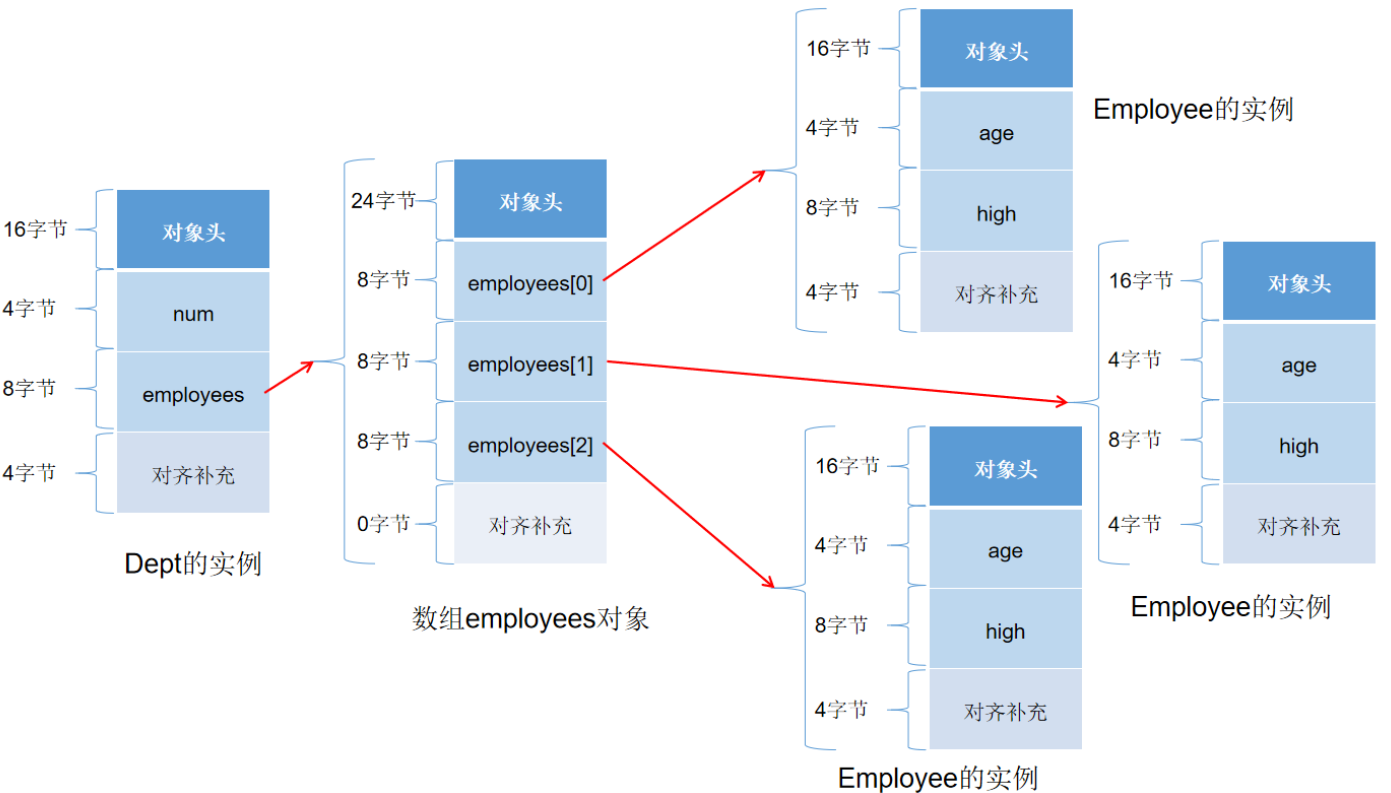 16字节
对象头
num
4字节
employees
8字节
对齐补充
4字节
Dept的实例
24字节
对象头
8字节
employees[0]
8字节
employees[1]
8字节
employees[2]
0字节
对齐补充
数组employees对象
16字节
对象头
4字节
age
8字节
high
4字节
对齐补充
Employee的实例
16字节
对象头
4字节
age
8字节
high
4字节
对齐补充
Employee的实例
16字节
对象头
4字节
age
8字节
high
4字节
对齐补充
Employee的实例